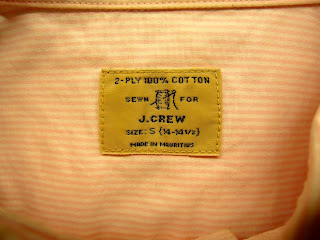 2-PLY 100% COTTON
SEWN FOR
J.CREW
SIZE: S {14-14 1/2}
MADE IN MAURITIUS